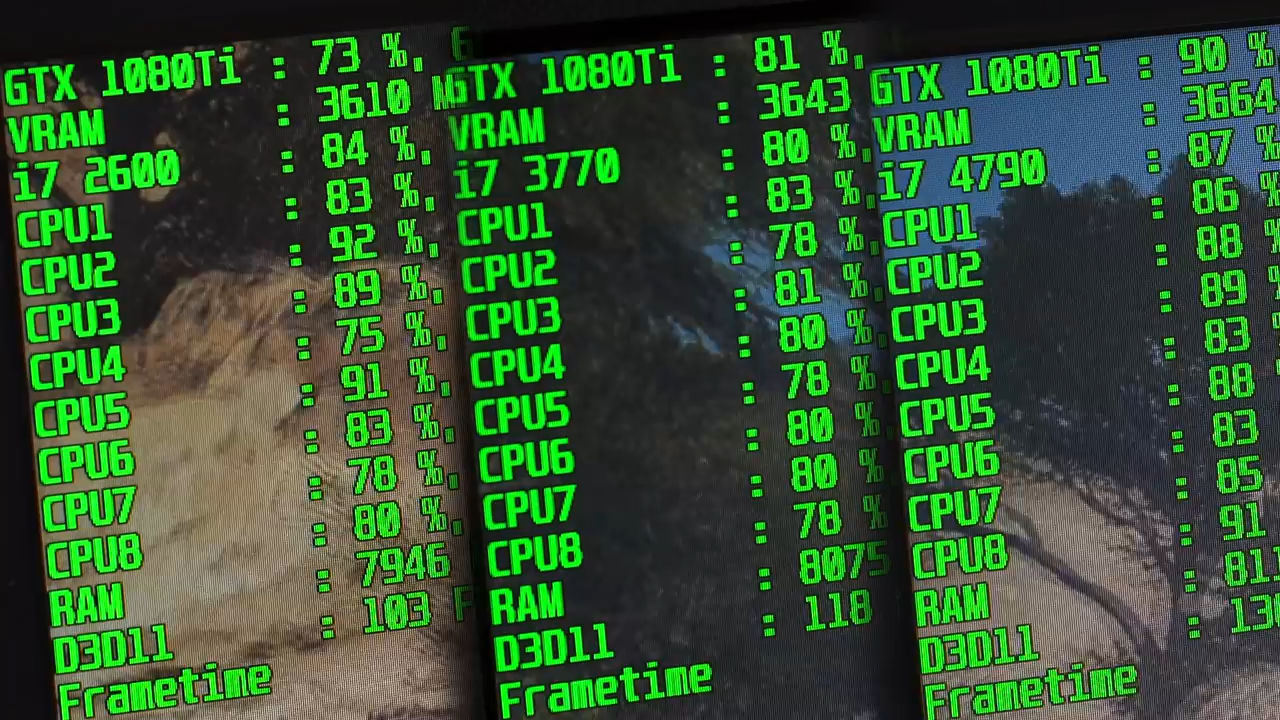 GTX 1080Ti : 73 %,
VRAM : 3610 M
i7 2600 : 84 %,
CPU1 : 83 %,
CPU2 : 92 %,
CPU3 : 89 %,
CPU4 : 75 %,
CPU5 : 91 %,
CPU6 : 83 %,
CPU7 : 78 %,
CPU8 : 80 %,
RAM : 7946
D3D11 : 103 F
Frametime
GTX 1080Ti : 81 %,
VRAM : 3643
i7 3770 : 80 %,
CPU1 : 83 %,
CPU2 : 78 %,
CPU3 : 81 %,
CPU4 : 80 %,
CPU5 : 78 %,
CPU6 : 80 %,
CPU7 : 80 %
CPU8 : 78 %
RAM : 8075
D3D11 : 118
Frametime
GTX 1080Ti : 90 %
VRAM : 3664
i7 4790 : 87 %
CPU1 : 86 %
CPU2 : 88 %
CPU3 : 89 %
CPU4 : 83 %
CPU5 : 88
CPU6 : 83
CPU7 : 85
CPU8 : 91
RAM : 811
D3D11 :
Frametime